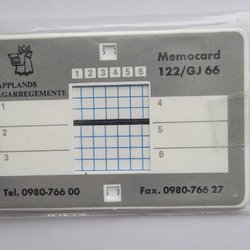 Memocard
122/GJ 66
APPLANDS
AGARREGEMENTE
1 2 3 4 5 6
1
2
3
4
5
6
Tel. 0980-766 00
Fax. 0980-766 27